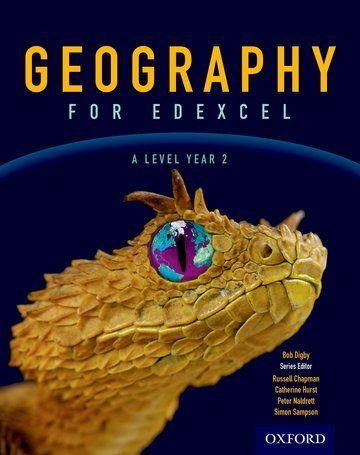 GEOGRAPHY
FOR EDEXCEL
A LEVEL YEAR 2
Bob Digby
Series Editor
Russell Chapman
Catherine Hurst
Peter Naldrett
Simon Sampson
OXFORD